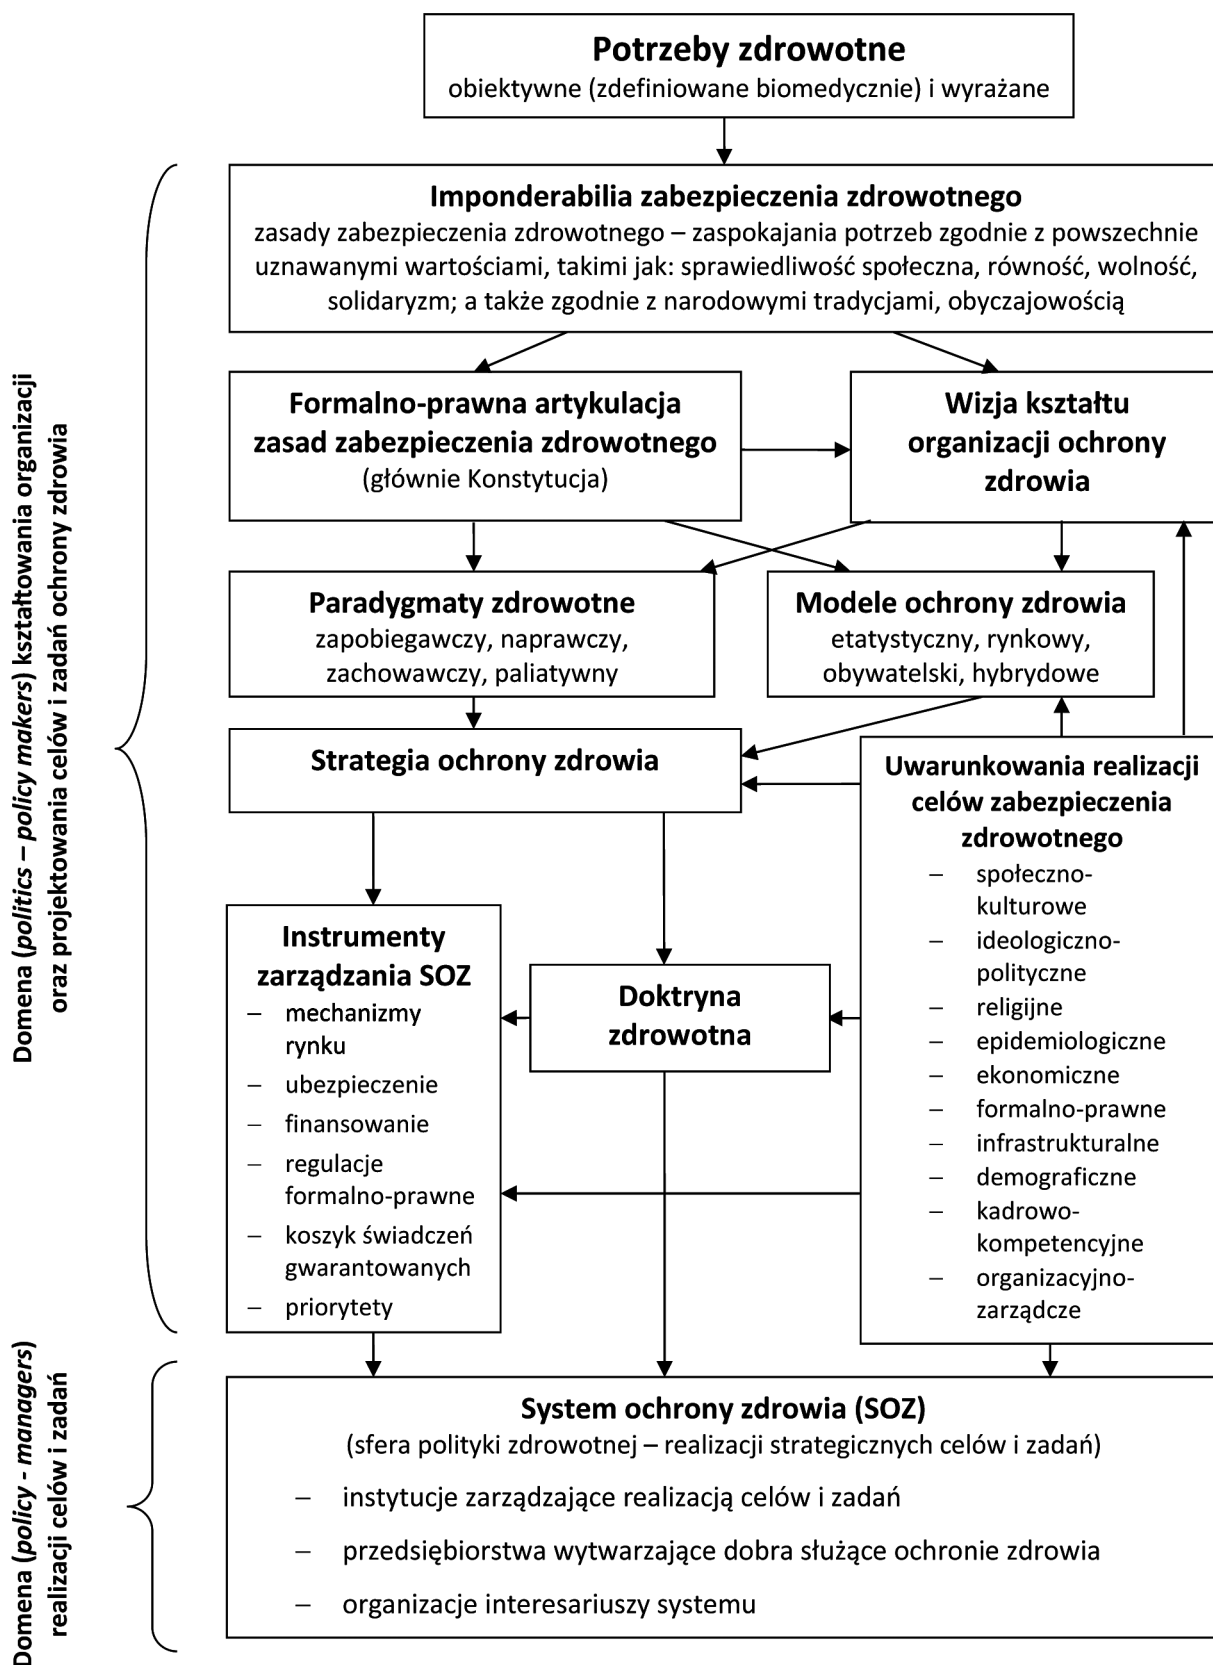 Potrzeby zdrowotne
obiektywne (zdefiniowane biomedycznie) i wyrażane
Imponderabilia zabezpieczenia zdrowotnego
zasady zabezpieczenia zdrowotnego – zaspokajania potrzeb zgodnie z powszechnie
uznawanymi wartościami, takimi jak: sprawiedliwość społeczna, równość, wolność,
solidaryzm; a także zgodnie z narodowymi tradycjami, obyczajowością
Formalno-prawna artykulacja
zasad zabezpieczenia zdrowotnego
(głównie Konstytucja)
Wizja kształtu
organizacji ochrony
zdrowia
Paradygmaty zdrowotne
zapobiegawczy, naprawczy,
zachowawczy, paliatywny
Modele ochrony zdrowia
etatystyczny, rynkowy,
obywatelski, hybrydowe
Strategia ochrony zdrowia
Uwarunkowania realizacji
celów zabezpieczenia
zdrowotnego
– społeczno-
kulturowe
– ideologiczno-
polityczne
– religijne
– epidemiologiczne
– ekonomiczne
– formalno-prawne
– infrastrukturalne
– demograficzne
– kadrowo-
kompetencyjne
– organizacyjno-
zarządcze
Instrumenty
zarządzania SOZ
– mechanizmy
rynku
– ubezpieczenie
– finansowanie
– regulacje
formalno-prawne
– koszyk świadczeń
gwarantowanych
– priorytety
Doktryna
zdrowotna
System ochrony zdrowia (SOZ)
(sfera polityki zdrowotnej – realizacji strategicznych celów i zadań)
– instytucje zarządzające realizacją celów i zadań
– przedsiębiorstwa wytwarzające dobra służące ochronie zdrowia
– organizacje interesariuszy systemu
Domena (politics – policy makers) kształtowania organizacji
oraz projektowania celów i zadań ochrony zdrowia
Domena (policy - managers)
realizacji celów i zadań